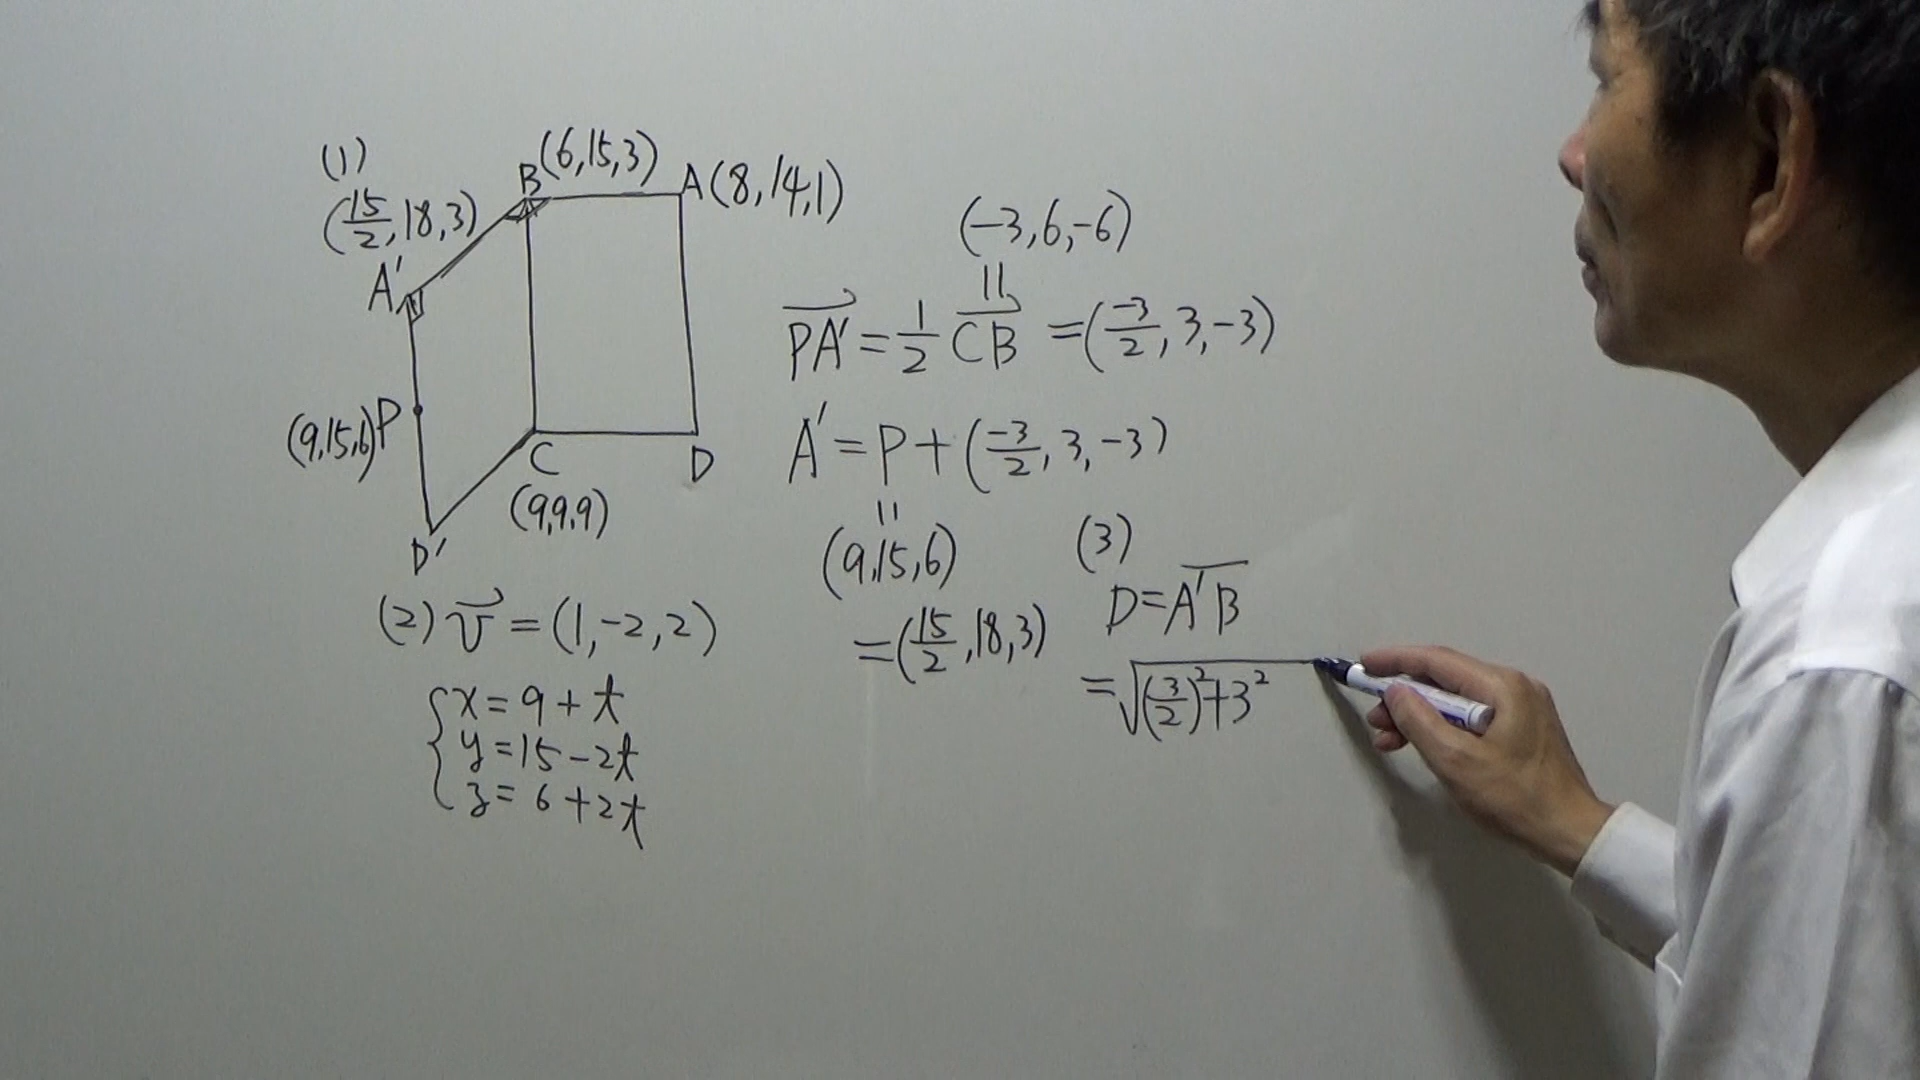 (1)
B(6,15,3)
A(8,14,1)
(15/2,18,3)
A'
(9,15,6)P
C
D
(9,9,9)
D'
(2) v⃗=(1,-2,2)
{x=9+t
y=15-2t
z=6+2t
(-3,6,-6)
||
PA'⃗=1/2 CB⃗=(-3/2,3,-3)
A'=P+(-3/2,3,-3)
||
(9,15,6)
=(15/2,18,3)
(3)
D=A'B̅
=√(3/2)²+3²